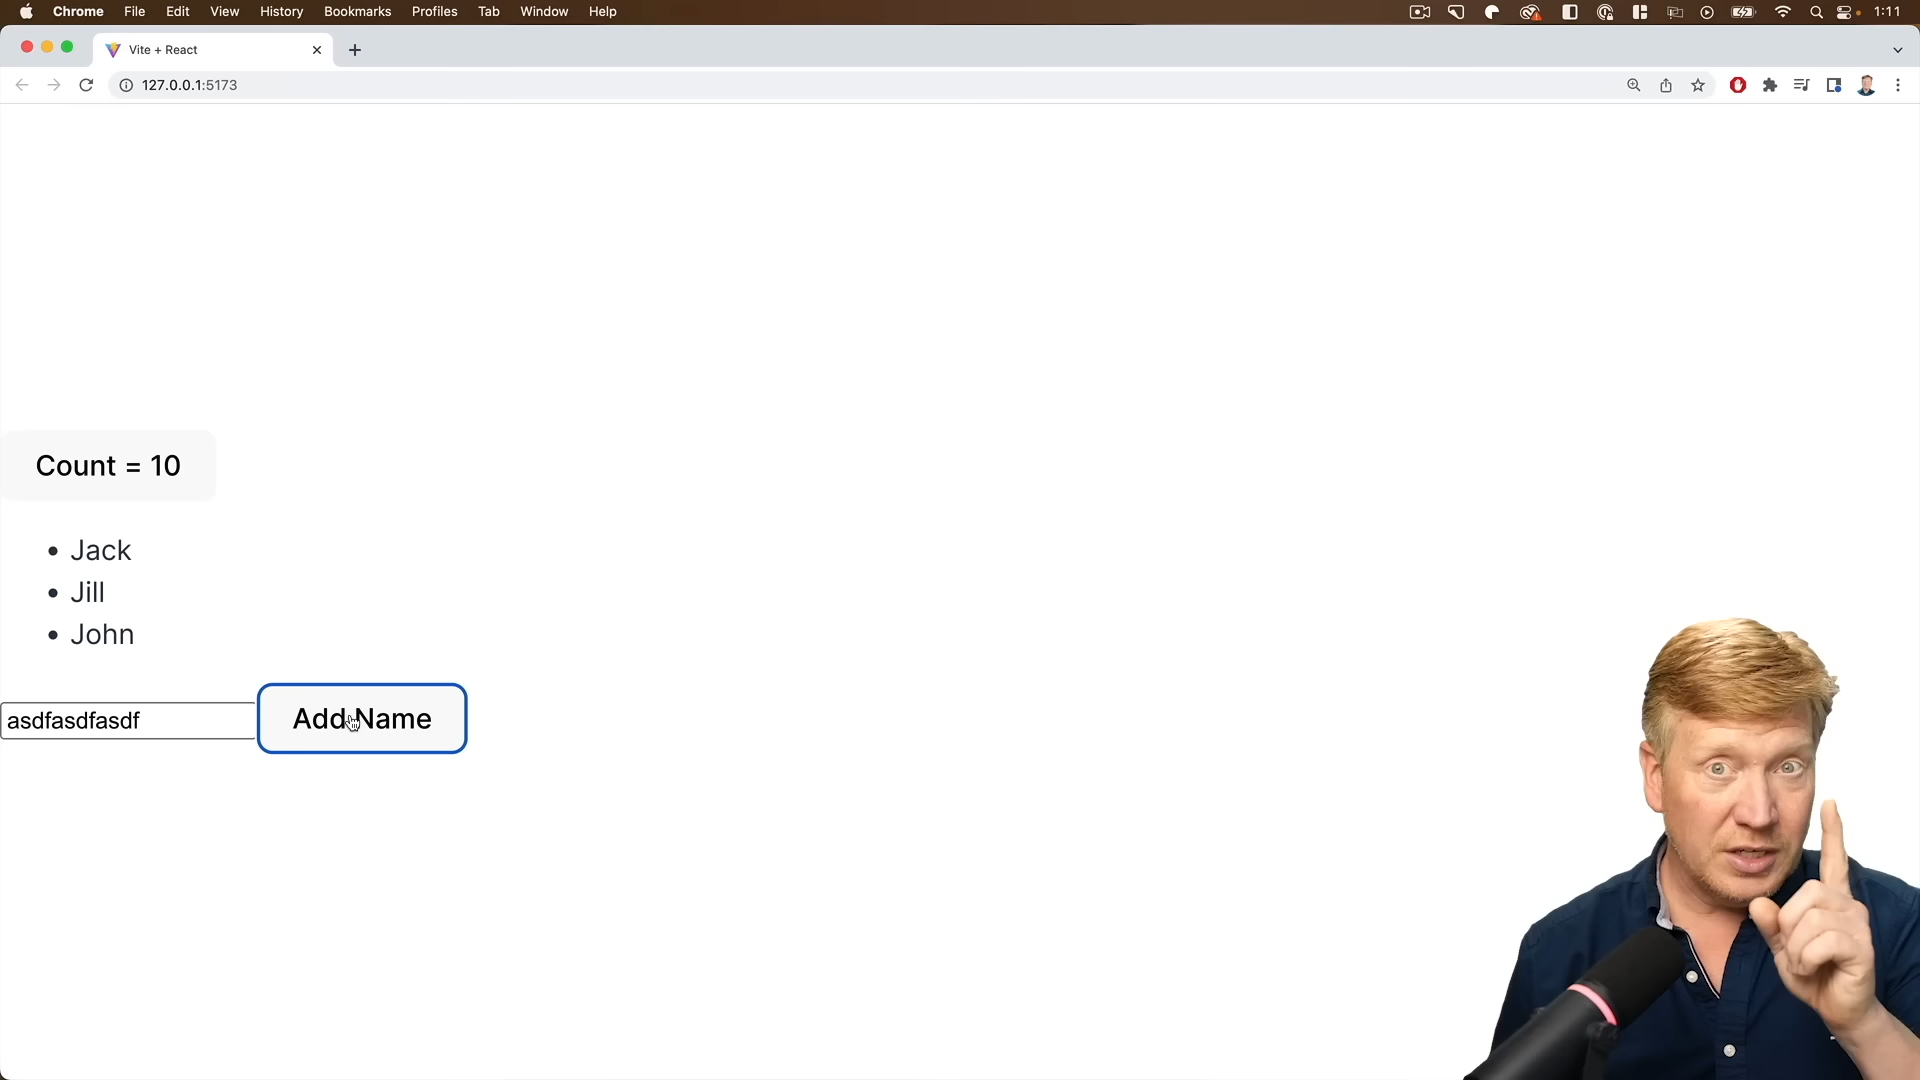 Chrome File Edit View History Bookmarks Profiles Tab Window Help 1:11
Vite + React
127.0.0.1:5173
Count = 10
Jack
Jill
John
asdfasdfasdf Add Name